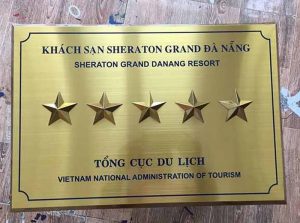 KHÁCH SẠN SHERATON GRAND ĐÀ NẴNG
SHERATON GRAND DANANG RESORT
TỔNG CỤC DU LỊCH
VIETNAM NATIONAL ADMINISTRATION OF TOURISM